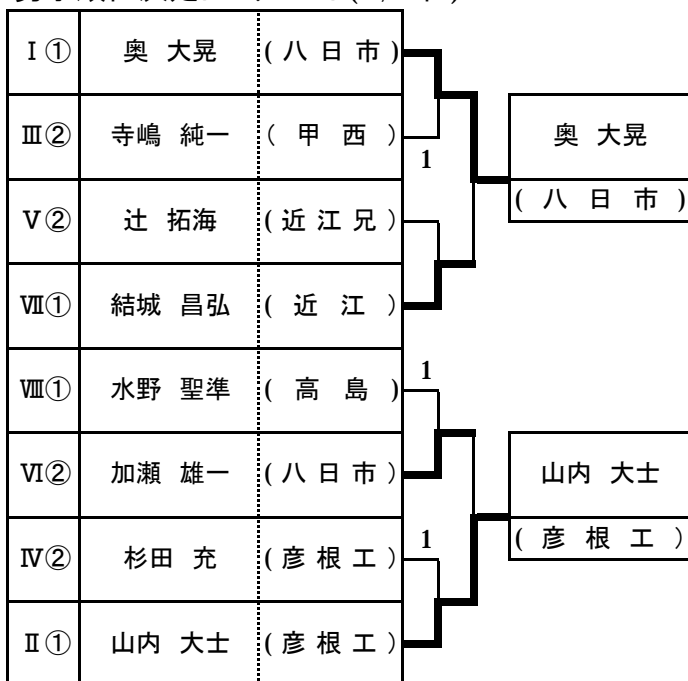 Ⅰ① 奥 大晃 (八日市)
Ⅲ② 寺嶋 純一 (甲西)
1
奥 大晃
(八日市)
Ⅴ② 辻 拓海 (近江兄)
Ⅶ① 結城 昌弘 (近江)
Ⅷ① 水野 聖準 (高島)
1
Ⅵ② 加瀬 雄一 (八日市)
山内 大士
(彦根工)
Ⅳ② 杉田 充 (彦根工)
1
Ⅱ① 山内 大士 (彦根工)